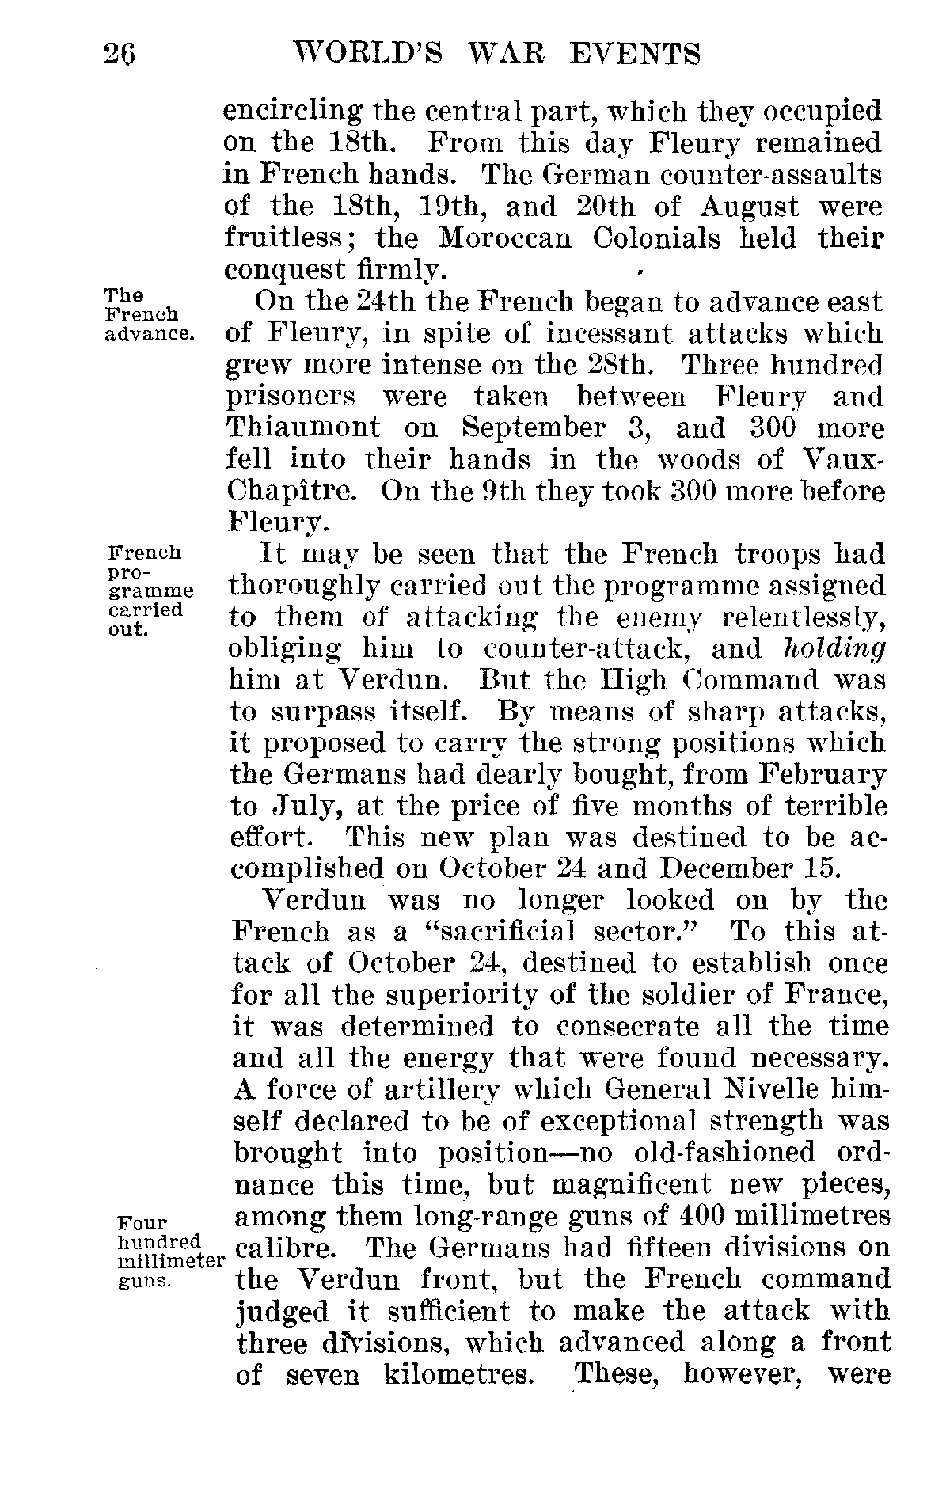 26 WORLD'S WAR EVENTS
encircling the central part, which they occupied
on the 18th. From this day Fleury remained
in French hands. The German counter-assaults
of the 18th, 19th, and 20th of August were
fruitless; the Moroccan Colonials held their
conquest firmly.
The
French
advance.
On the 24th the French began to advance east
of Fleury, in spite of incessant attacks which
grew more intense on the 28th. Three hundred
prisoners were taken between Fleury and
Thiaumont on September 3, and 300 more
fell into their hands in the woods of Vaux-
Chapître. On the 9th they took 300 more before
Fleury.
French
pro-
gramme
carried
out.
It may be seen that the French troops had
thoroughly carried out the programme assigned
to them of attacking the enemy relentlessly,
obliging him to counter-attack, and holding
him at Verdun. But the High Command was
to surpass itself. By means of sharp attacks,
it proposed to carry the strong positions which
the Germans had dearly bought, from February
to July, at the price of five months of terrible
effort. This new plan was destined to be ac-
complished on October 24 and December 15.
Verdun was no longer looked on by the
French as a “sacrificial sector.” To this at-
tack of October 24, destined to establish once
for all the superiority of the soldier of France,
it was determined to consecrate all the time
and all the energy that were found necessary.
A force of artillery which General Nivelle him-
self declared to be of exceptional strength was
brought into position—no old-fashioned ord-
nance this time, but magnificent new pieces,
Four
hundred
millimeter
guns.
among them long-range guns of 400 millimetres
calibre. The Germans had fifteen divisions on
the Verdun front, but the French command
judged it sufficient to make the attack with
three divisions, which advanced along a front
of seven kilometres. These, however, were